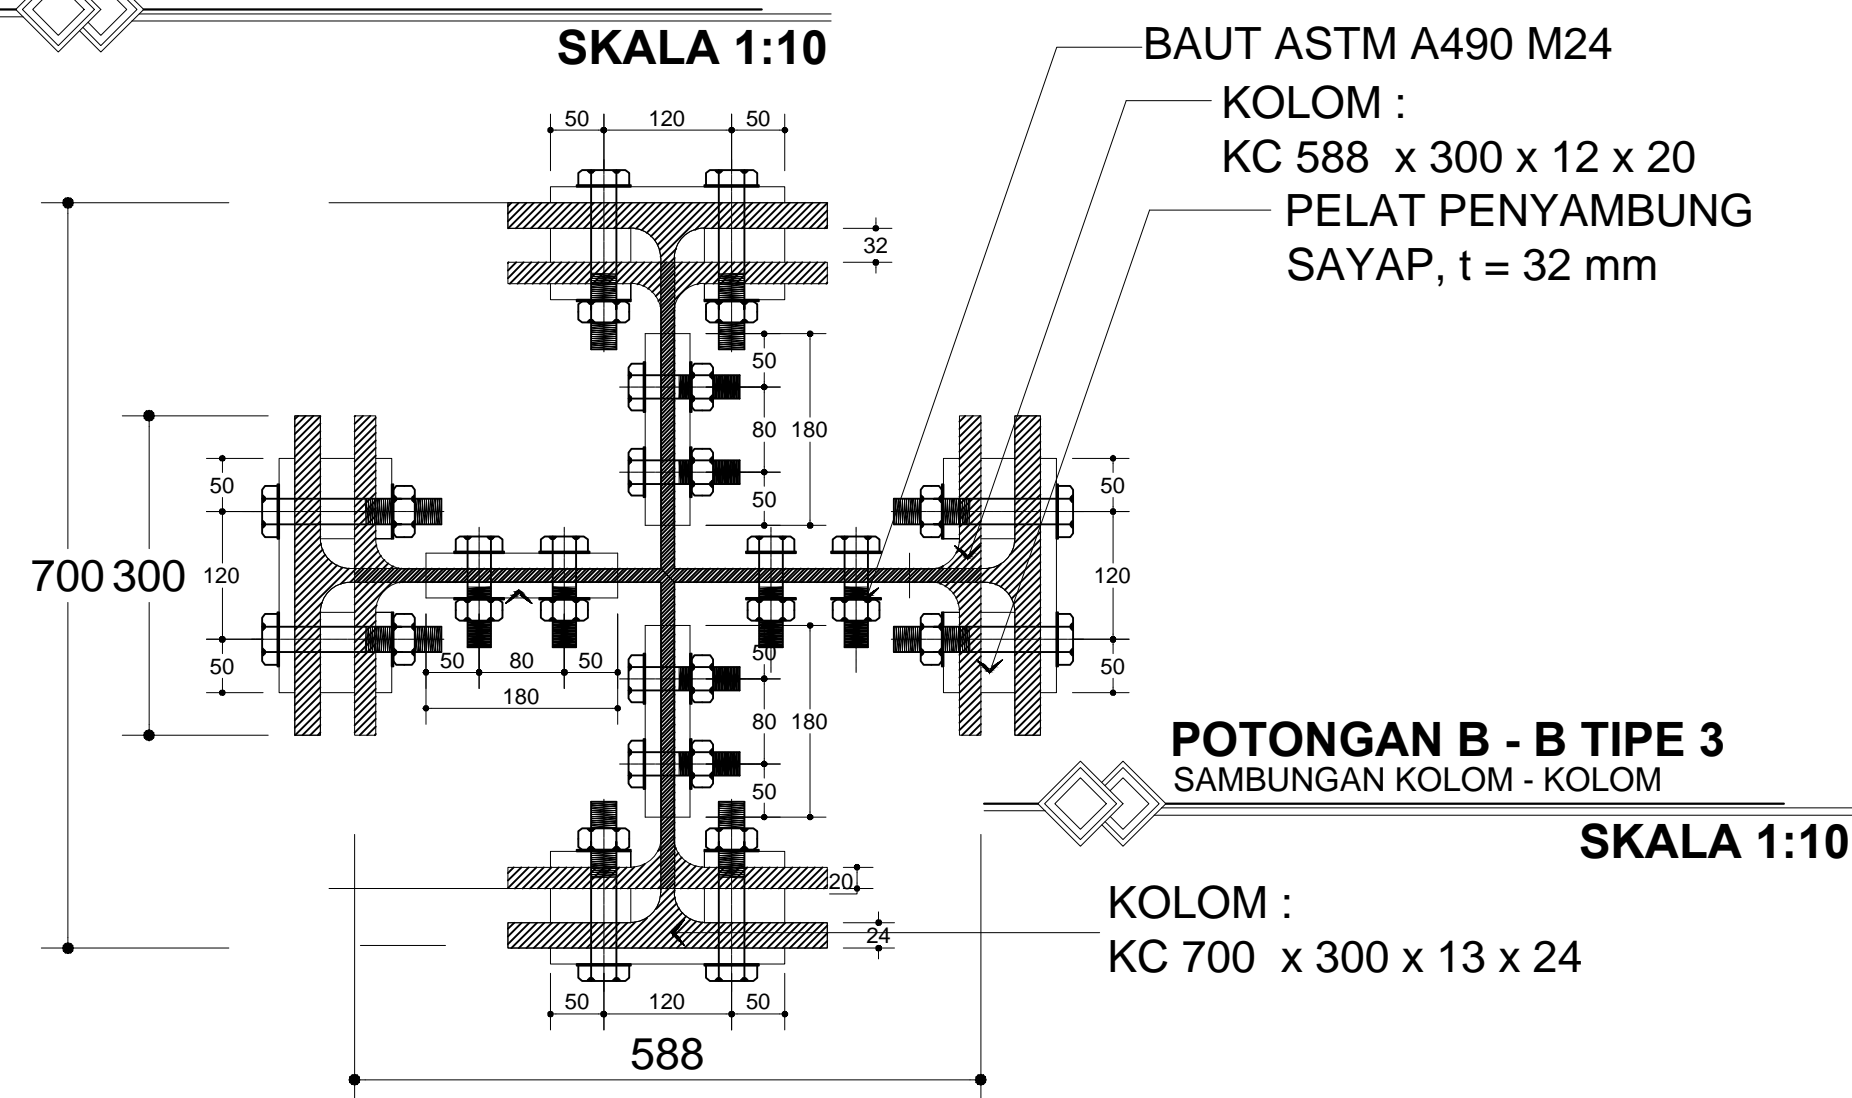 SKALA 1:10
BAUT ASTM A490 M24
KOLOM :
KC 588 x 300 x 12 x 20
PELAT PENYAMBUNG
SAYAP, t = 32 mm
50 120 50
32
50
80 180
50
50
120
50
700 300
50
120
50
50 80 50
180
50
80 180
50
20
24
50 120 50
588
POTONGAN B - B TIPE 3
SAMBUNGAN KOLOM - KOLOM
SKALA 1:10
KOLOM :
KC 700 x 300 x 13 x 24